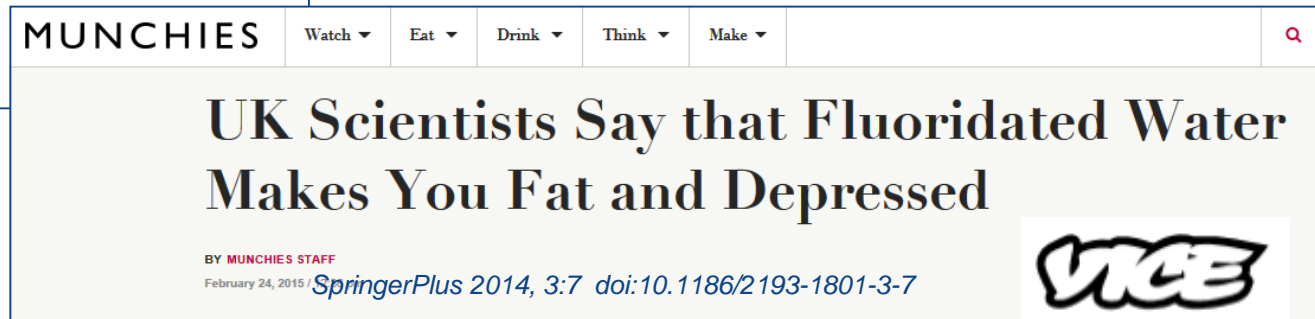 MUNCHIES Watch Eat Drink Think Make
UK Scientists Say that Fluoridated Water
Makes You Fat and Depressed
BY MUNCHIES STAFF
February 24, 2015 / pm
SpringerPlus 2014, 3:7 doi:10.1186/2193-1801-3-7
VICE